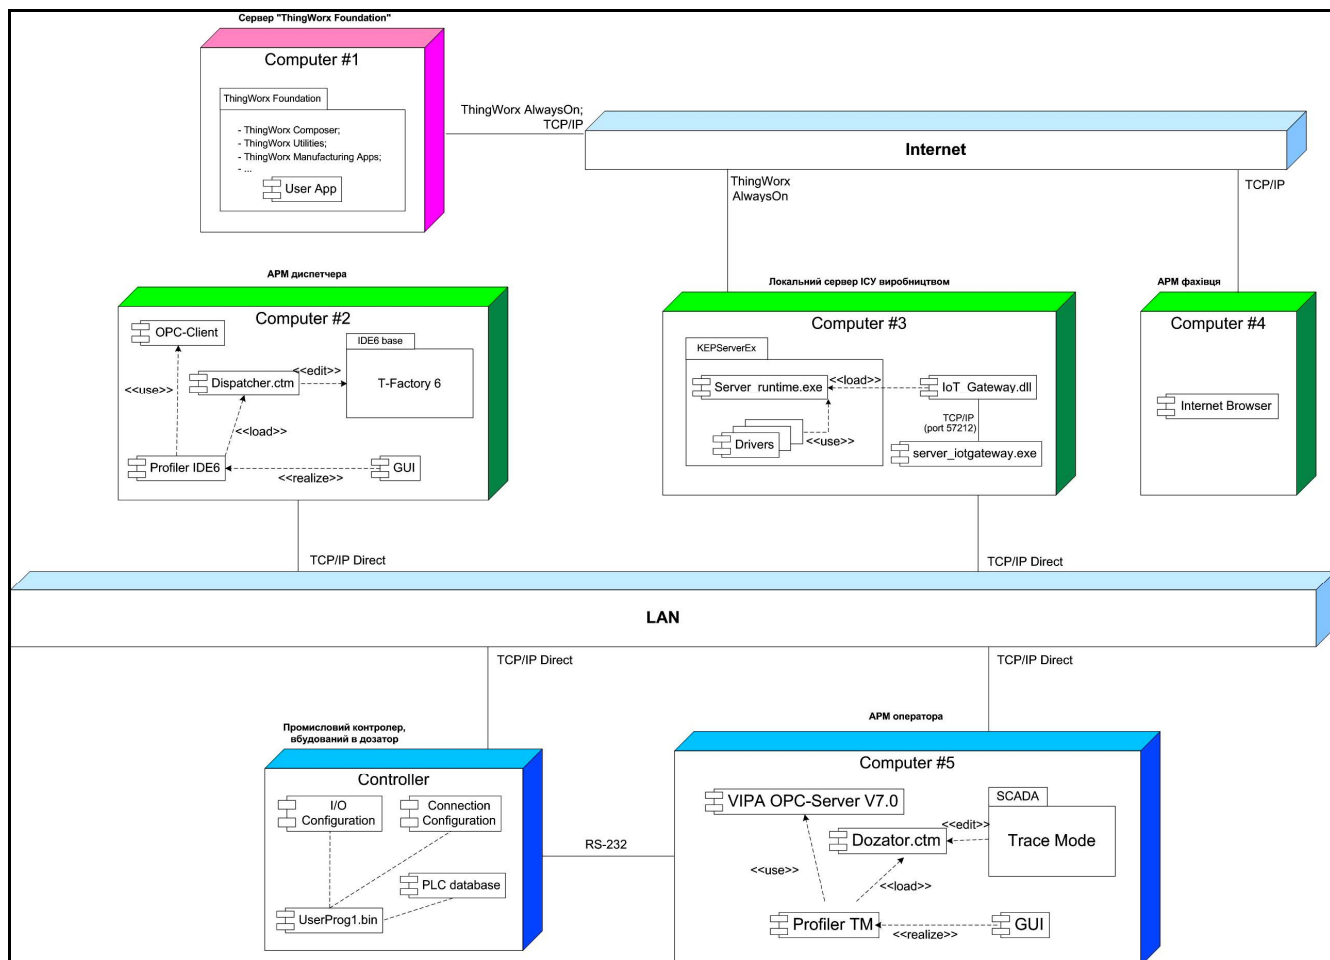 Сервер "ThingWorx Foundation"
Computer #1
ThingWorx Foundation
- ThingWorx Composer;
- ThingWorx Utilities;
- ThingWorx Manufacturing Apps;
- ...
User App
ThingWorx AlwaysOn;
TCP/IP
Internet
ThingWorx
AlwaysOn
TCP/IP
АРМ диспетчера
Computer #2
OPC-Client
<<use>>
Dispatcher.ctm
<<edit>>
IDE6 base
T-Factory 6
<<load>>
Profiler IDE6
<<realize>>
GUI
Локальний сервер ІСУ виробництвом
Computer #3
KEPServerEx
Server_runtime.exe
<<load>>
IoT_Gateway.dll
Drivers
<<use>>
TCP/IP
(port 57212)
server_iotgateway.exe
АРМ фахівця
Computer #4
Internet Browser
TCP/IP Direct
TCP/IP Direct
LAN
TCP/IP Direct
TCP/IP Direct
Промисловий контролер,
вбудований в дозатор
Controller
I/O
Configuration
Connection
Configuration
PLC database
UserProg1.bin
RS-232
АРМ оператора
Computer #5
VIPA OPC-Server V7.0
SCADA
Trace Mode
<<edit>>
Dozator.ctm
<<use>>
<<load>>
Profiler TM
<<realize>>
GUI